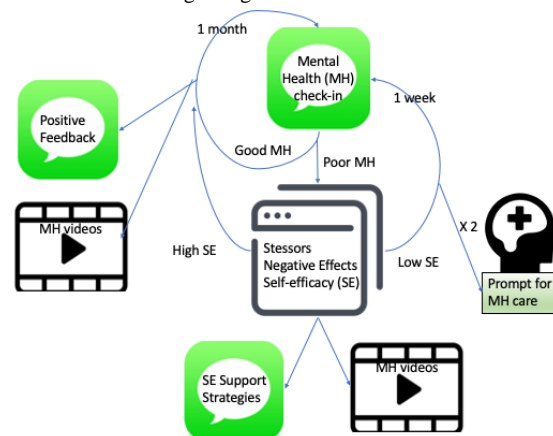 1 month
Mental
Health (MH)
check-in
1 week
Positive
Feedback
Good MH
Poor MH
MH videos
High SE
Stessors
Negative Effects
Self-efficacy (SE)
Low SE
X 2
Prompt for
MH care
SE Support
Strategies
MH videos